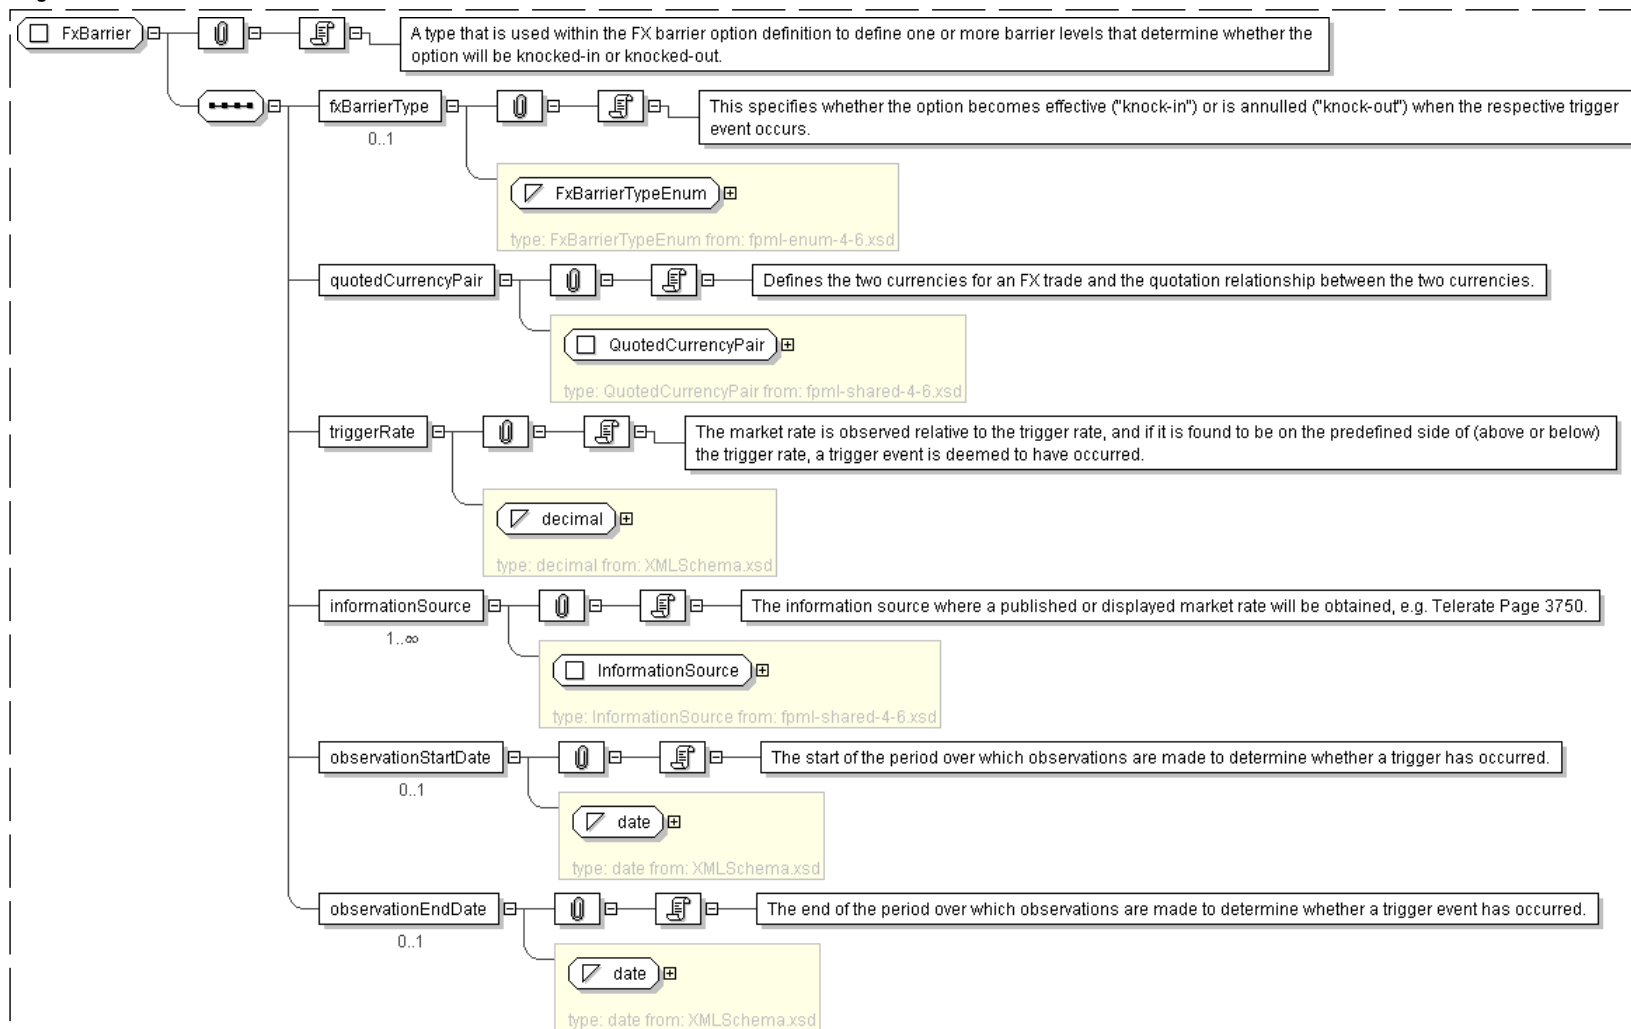 FxBarrier
A type that is used within the FX barrier option definition to define one or more barrier levels that determine whether the
option will be knocked-in or knocked-out.
fxBarrierType
0..1
This specifies whether the option becomes effective ("knock-in") or is annulled ("knock-out") when the respective trigger
event occurs.
FxBarrierTypeEnum
type: FxBarrierTypeEnum from: fpml-enum-4-6.xsd
quotedCurrencyPair
Defines the two currencies for an FX trade and the quotation relationship between the two currencies.
QuotedCurrencyPair
type: QuotedCurrencyPair from: fpml-shared-4-6.xsd
triggerRate
The market rate is observed relative to the trigger rate, and if it is found to be on the predefined side of (above or below)
the trigger rate, a trigger event is deemed to have occurred.
decimal
type: decimal from: XMLSchema.xsd
informationSource
1..∞
The information source where a published or displayed market rate will be obtained, e.g. Telerate Page 3750.
InformationSource
type: InformationSource from: fpml-shared-4-6.xsd
observationStartDate
0..1
The start of the period over which observations are made to determine whether a trigger has occurred.
date
type: date from: XMLSchema.xsd
observationEndDate
0..1
The end of the period over which observations are made to determine whether a trigger event has occurred.
date
type: date from: XMLSchema.xsd